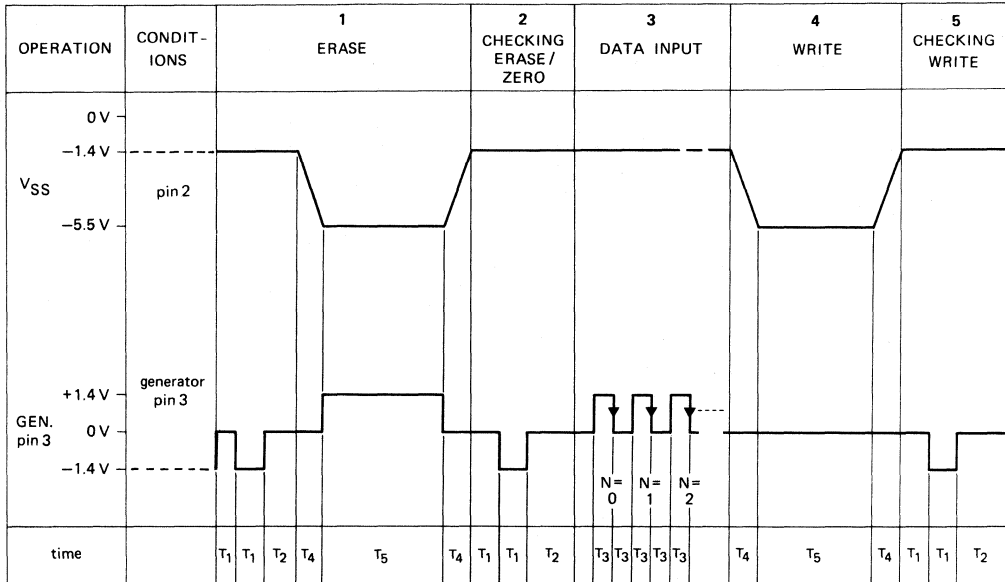 OPERATION
CONDIT-
IONS
1
ERASE
2
CHECKING
ERASE/
ZERO
3
DATA INPUT
4
WRITE
5
CHECKING
WRITE
0 V
−1.4 V
VSS
pin 2
−5.5 V
+1.4 V
generator
pin 3
GEN.
pin 3
0 V
−1.4 V
N=
0
N=
1
N=
2
time
T1 T1 T2 T4 T5 T4 T1 T1 T2 T3 T3 T3 T3 T3 T4 T5 T4 T1 T1 T2